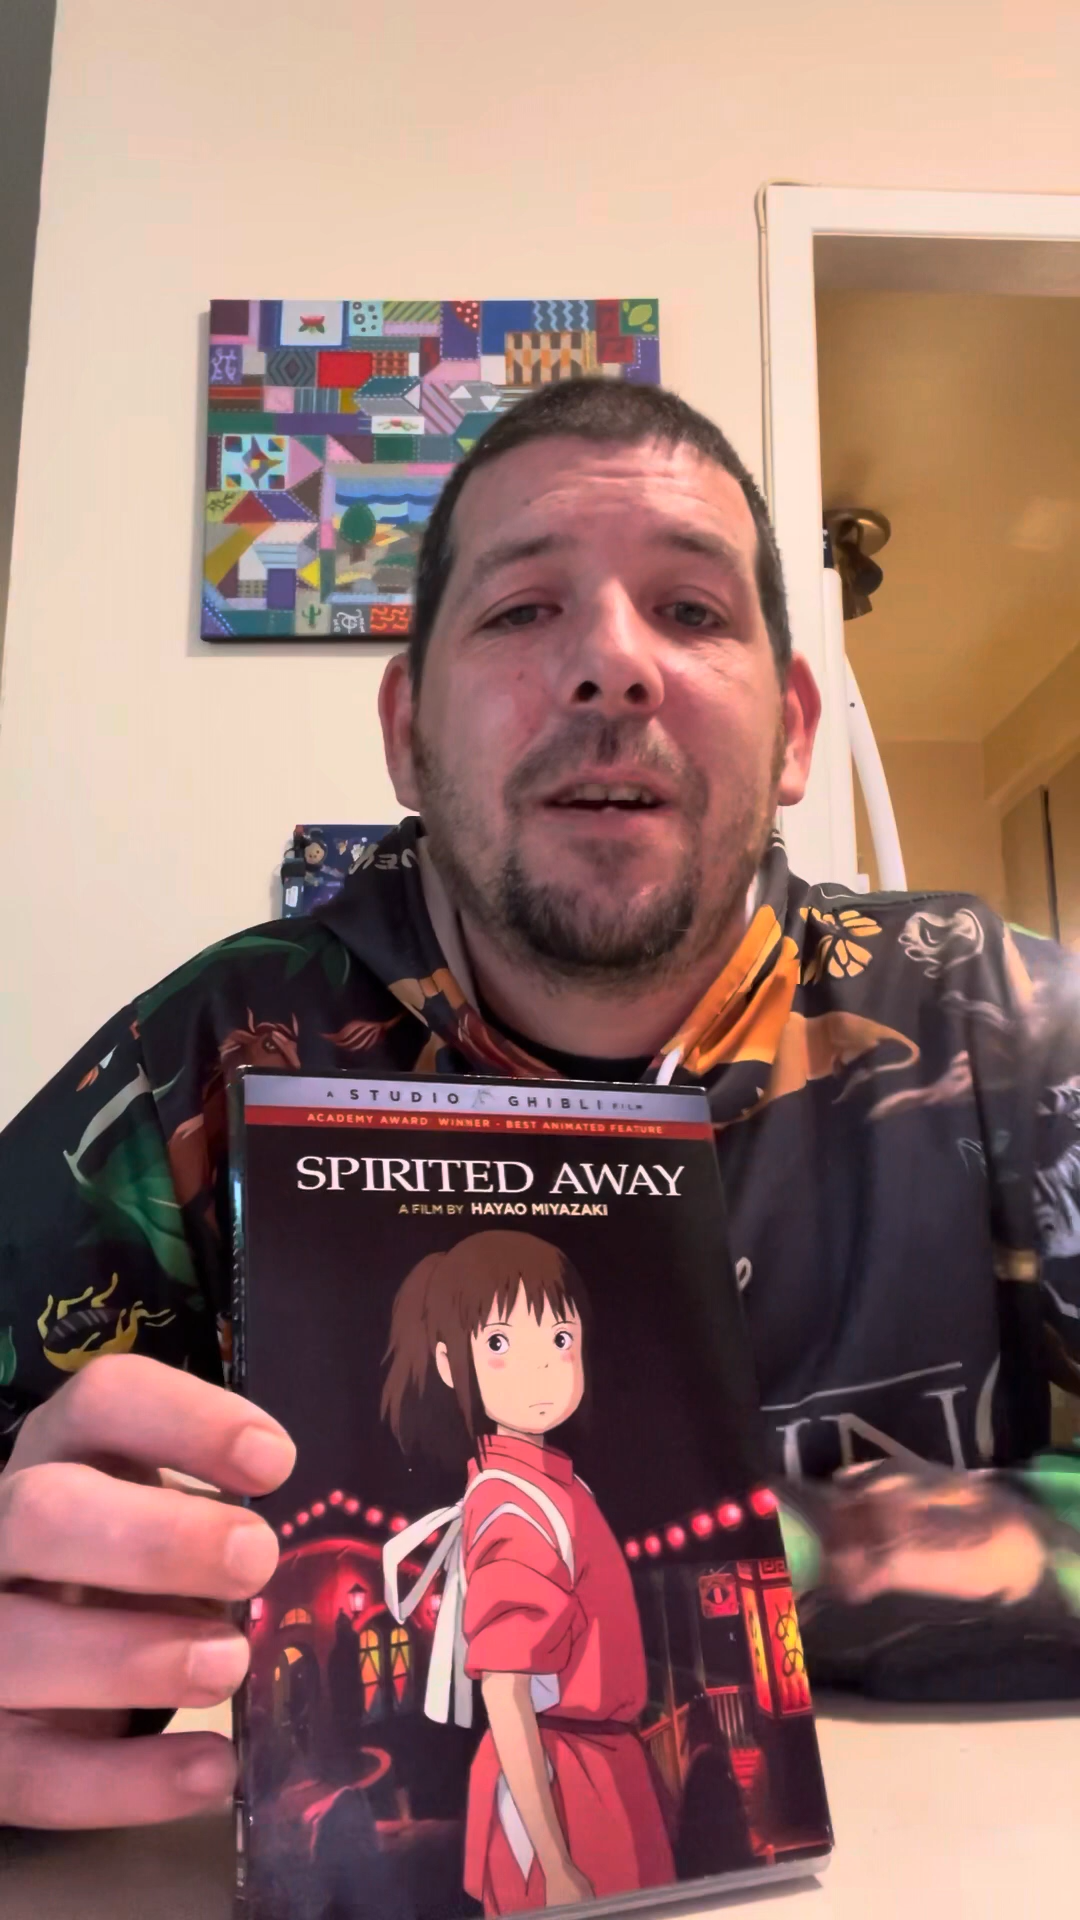 A STUDIO GHIBLI FILM
ACADEMY AWARD WINNER - BEST ANIMATED FEATURE
SPIRITED AWAY
A FILM BY HAYAO MIYAZAKI